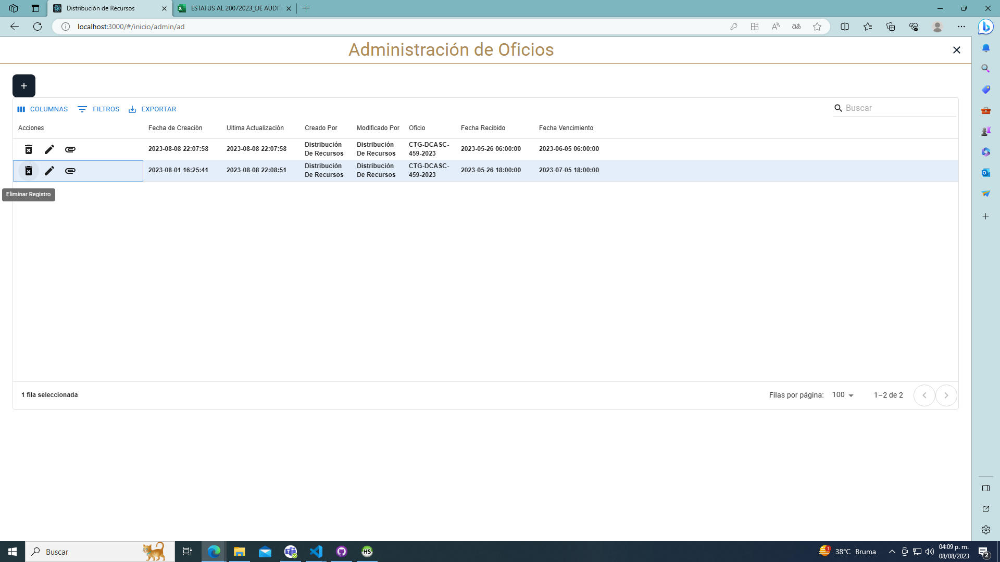 Distribución de Recursos
ESTATUS AL 20072023_DE AUDIT
localhost:3000/#/inicio/admin/ad
Administración de Oficios
COLUMNAS
FILTROS
EXPORTAR
Buscar
Acciones
Fecha de Creación
Ultima Actualización
Creado Por
Modificado Por
Oficio
Fecha Recibido
Fecha Vencimiento
2023-08-08 22:07:58
2023-08-08 22:07:58
Distribución
De Recursos
Distribución
De Recursos
CTG-DCASC-
459-2023
2023-05-26 06:00:00
2023-06-05 06:00:00
2023-08-01 16:25:41
2023-08-08 22:08:51
Distribución
De Recursos
Distribución
De Recursos
CTG-DCASC-
459-2023
2023-05-26 18:00:00
2023-07-05 18:00:00
Eliminar Registro
1 fila seleccionada
Filas por página:
100
1–2 de 2
Buscar
HS
1
38°C Bruma
04:09 p. m.
08/08/2023
2